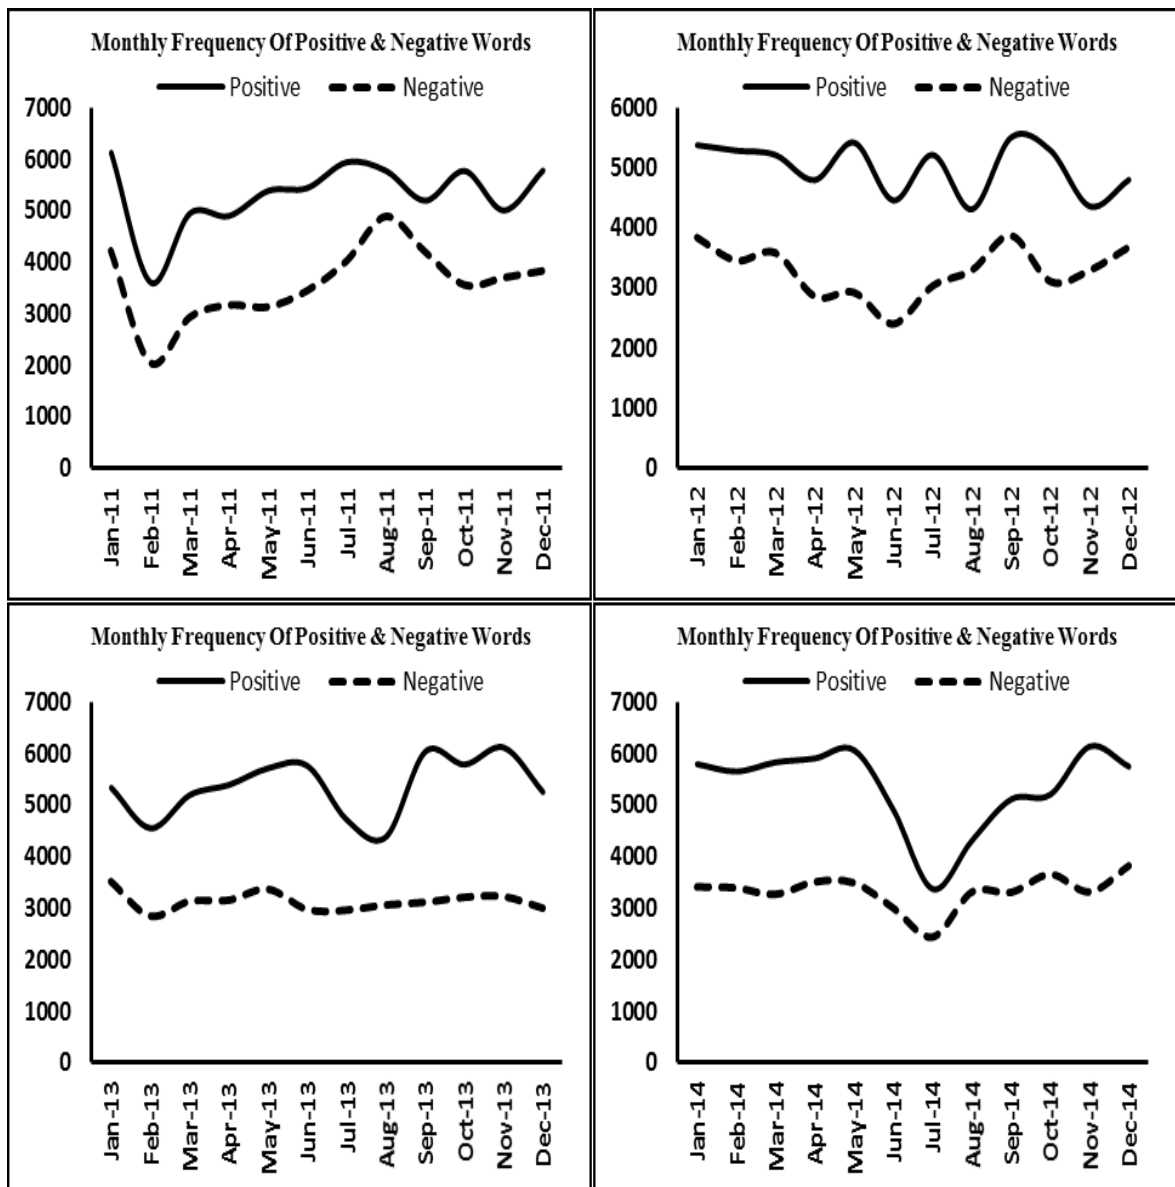 Monthly Frequency Of Positive & Negative Words
Positive Negative
7000
6000
5000
4000
3000
2000
1000
0
Jan-11
Feb-11
Mar-11
Apr-11
May-11
Jun-11
Jul-11
Aug-11
Sep-11
Oct-11
Nov-11
Dec-11
Monthly Frequency Of Positive & Negative Words
Positive Negative
6000
5000
4000
3000
2000
1000
0
Jan-12
Feb-12
Mar-12
Apr-12
May-12
Jun-12
Jul-12
Aug-12
Sep-12
Oct-12
Nov-12
Dec-12
Monthly Frequency Of Positive & Negative Words
Positive Negative
7000
6000
5000
4000
3000
2000
1000
0
Jan-13
Feb-13
Mar-13
Apr-13
May-13
Jun-13
Jul-13
Aug-13
Sep-13
Oct-13
Nov-13
Dec-13
Monthly Frequency Of Positive & Negative Words
Positive Negative
7000
6000
5000
4000
3000
2000
1000
0
Jan-14
Feb-14
Mar-14
Apr-14
May-14
Jun-14
Jul-14
Aug-14
Sep-14
Oct-14
Nov-14
Dec-14